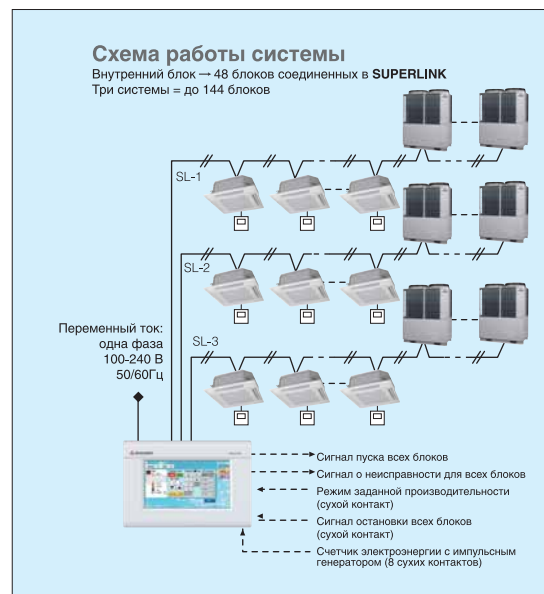 Схема работы системы
Внутренний блок → 48 блоков соединенных в SUPERLINK
Три системы = до 144 блоков
SL-1
SL-2
SL-3
Переменный ток:
одна фаза
100-240 В
50/60Гц
Сигнал пуска всех блоков
Сигнал о неисправности для всех блоков
Режим заданной производительности
(сухой контакт)
Сигнал остановки всех блоков
(сухой контакт)
Счетчик электроэнергии с импульсным
генератором (8 сухих контактов)